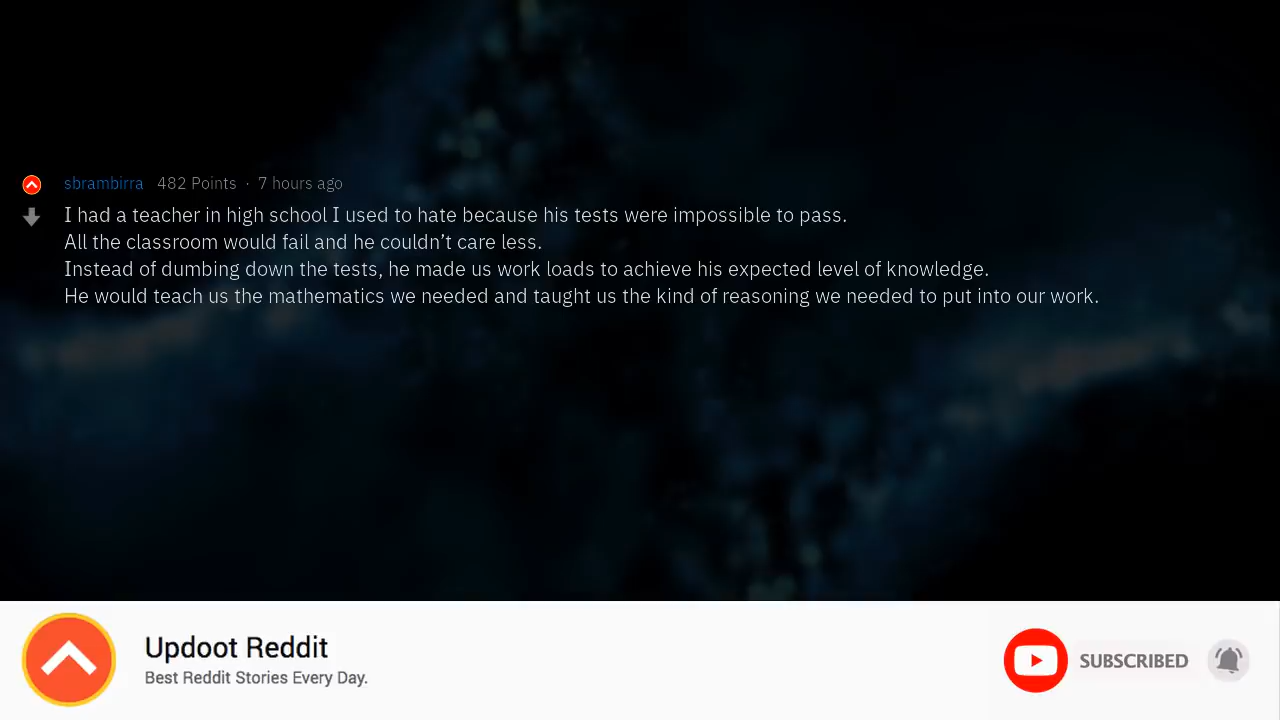 sbrambirra 482 Points · 7 hours ago
I had a teacher in high school I used to hate because his tests were impossible to pass.
All the classroom would fail and he couldn’t care less.
Instead of dumbing down the tests, he made us work loads to achieve his expected level of knowledge.
He would teach us the mathematics we needed and taught us the kind of reasoning we needed to put into our work.
Updoot Reddit
Best Reddit Stories Every Day.
SUBSCRIBED